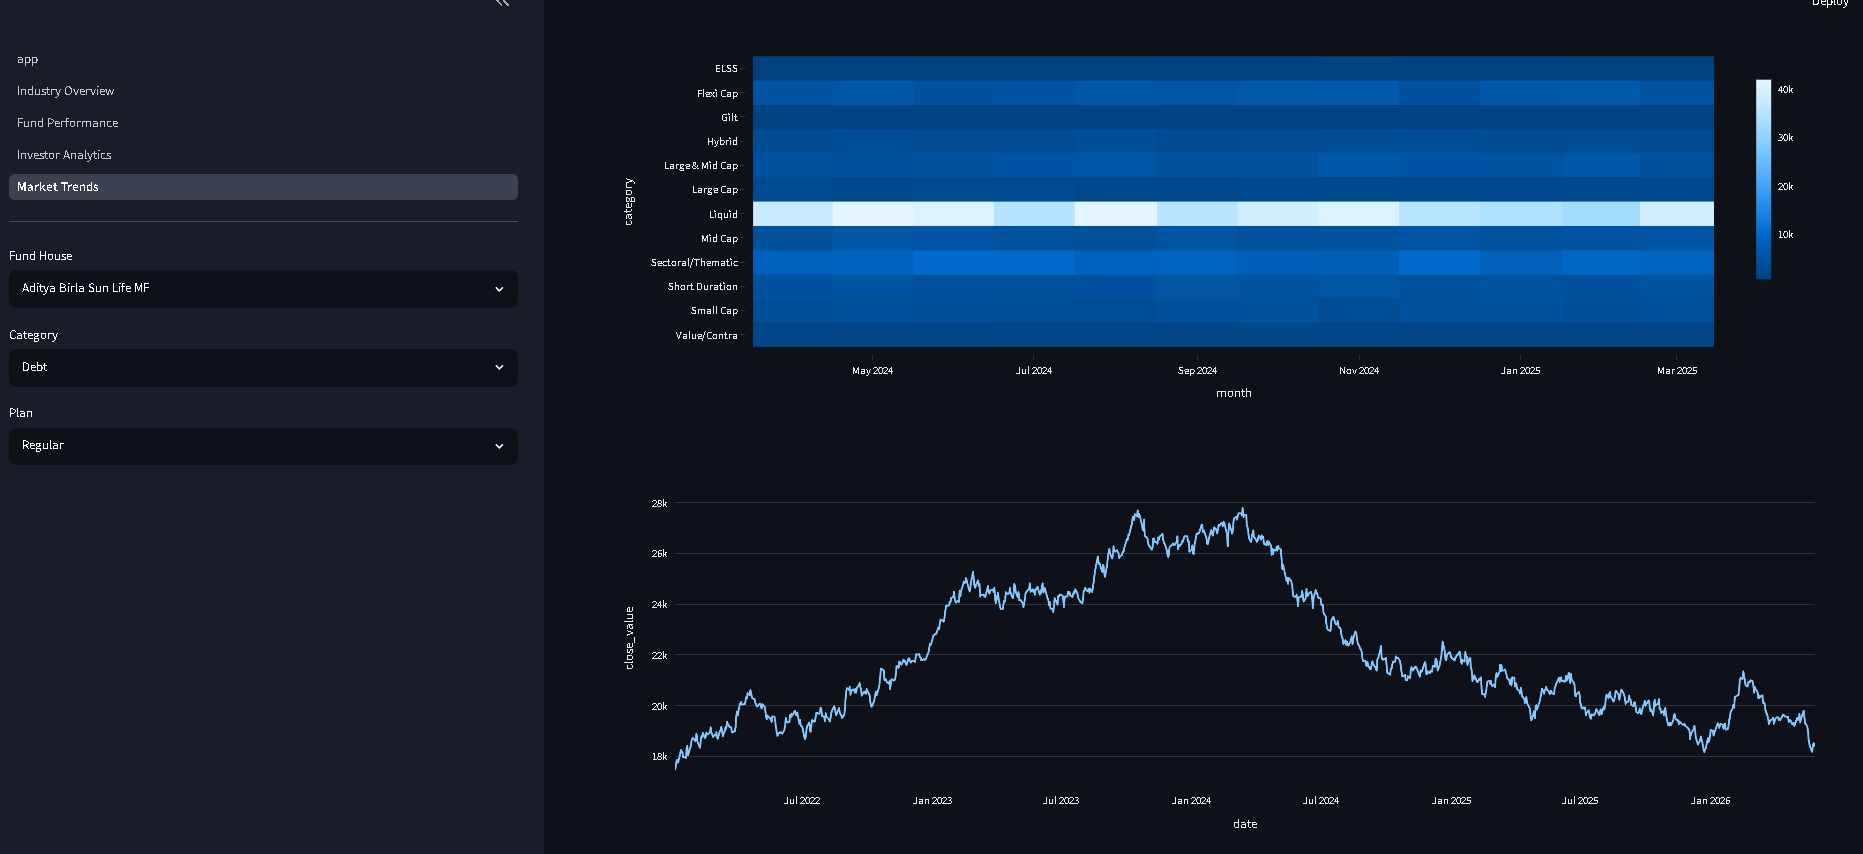 Deploy
app
Industry Overview
Fund Performance
Investor Analytics
Market Trends
Fund House
Aditya Birla Sun Life MF
Category
Debt
Plan
Regular
category
ELSS
Flexi Cap
Gilt
Hybrid
Large & Mid Cap
Large Cap
Liquid
Mid Cap
Sectoral/Thematic
Short Duration
Small Cap
Value/Contra
May 2024
Jul 2024
Sep 2024
Nov 2024
Jan 2025
Mar 2025
month
40k
30k
20k
10k
close_value
28k
26k
24k
22k
20k
18k
Jul 2022
Jan 2023
Jul 2023
Jan 2024
Jul 2024
Jan 2025
Jul 2025
Jan 2026
date